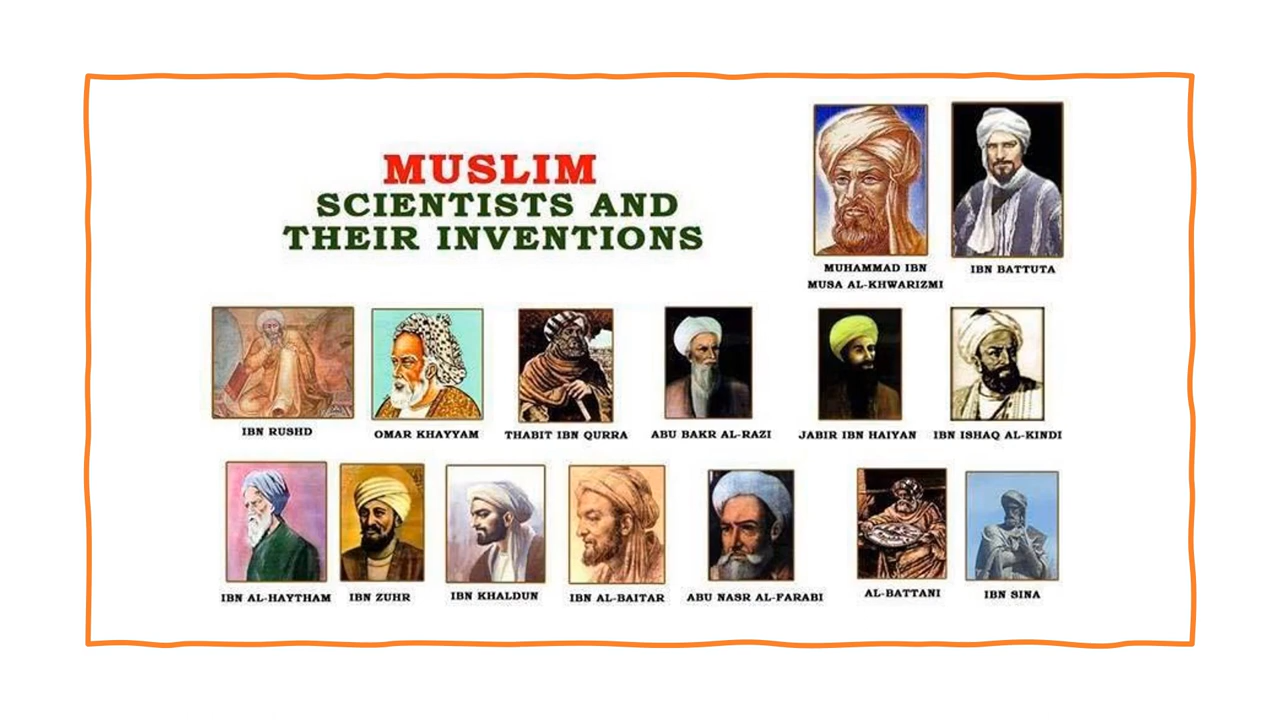 MUSLIM
SCIENTISTS AND
THEIR INVENTIONS
MUHAMMAD IBN
MUSA AL-KHWARIZMI
IBN BATTUTA
IBN RUSHD
OMAR KHAYYAM
THABIT IBN QURRA
ABU BAKR AL-RAZI
JABIR IBN HAIYAN
IBN ISHAQ AL-KINDI
IBN AL-HAYTHAM
IBN ZUHR
IBN KHALDUN
IBN AL-BAITAR
ABU NASR AL-FARABI
AL-BATTANI
IBN SINA